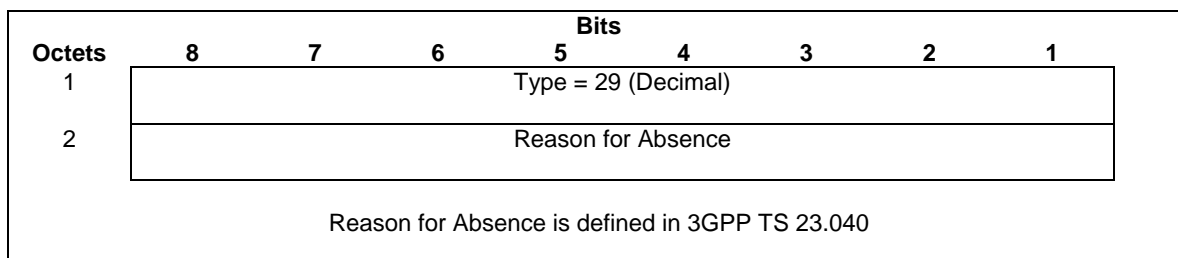 Bits
Octets 8 7 6 5 4 3 2 1
1 Type = 29 (Decimal)
2 Reason for Absence
Reason for Absence is defined in 3GPP TS 23.040